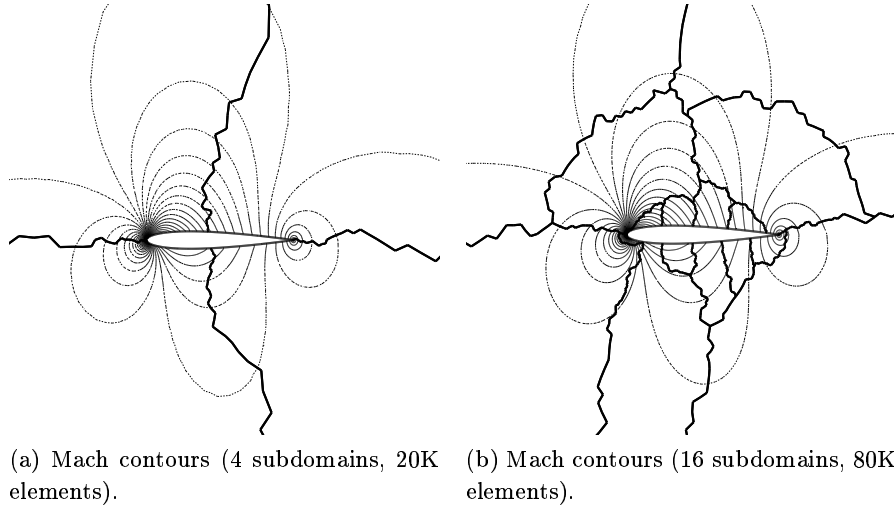 (a) Mach contours (4 subdomains, 20K
elements).
(b) Mach contours (16 subdomains, 80K
elements).